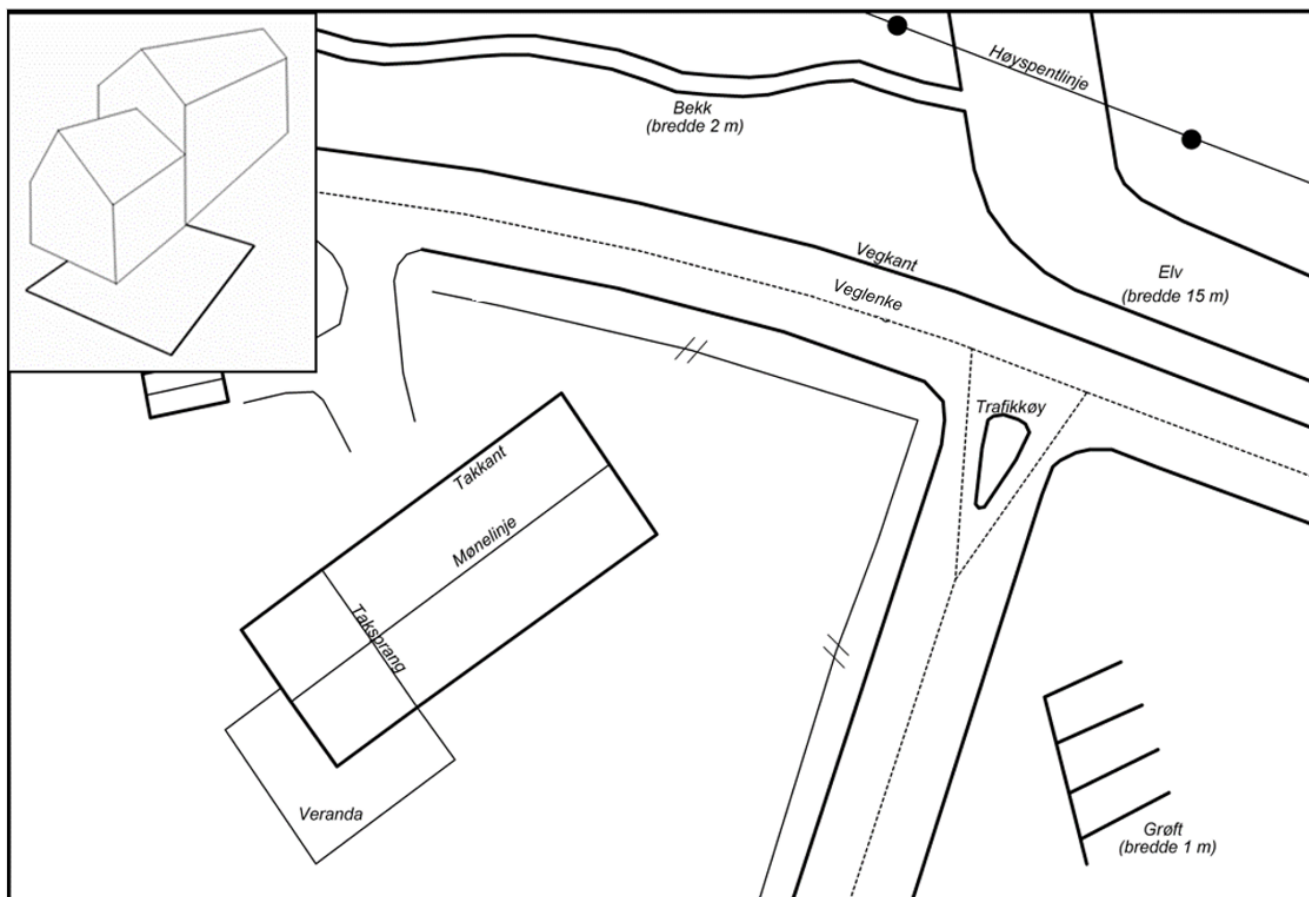 Høyspentlinje
Bekk
(bredde 2 m)
Vegkant
Elv
(bredde 15 m)
Veglenke
Trafikkøy
Takkant
Mønelinje
Taksprang
Veranda
Grøft
(bredde 1 m)